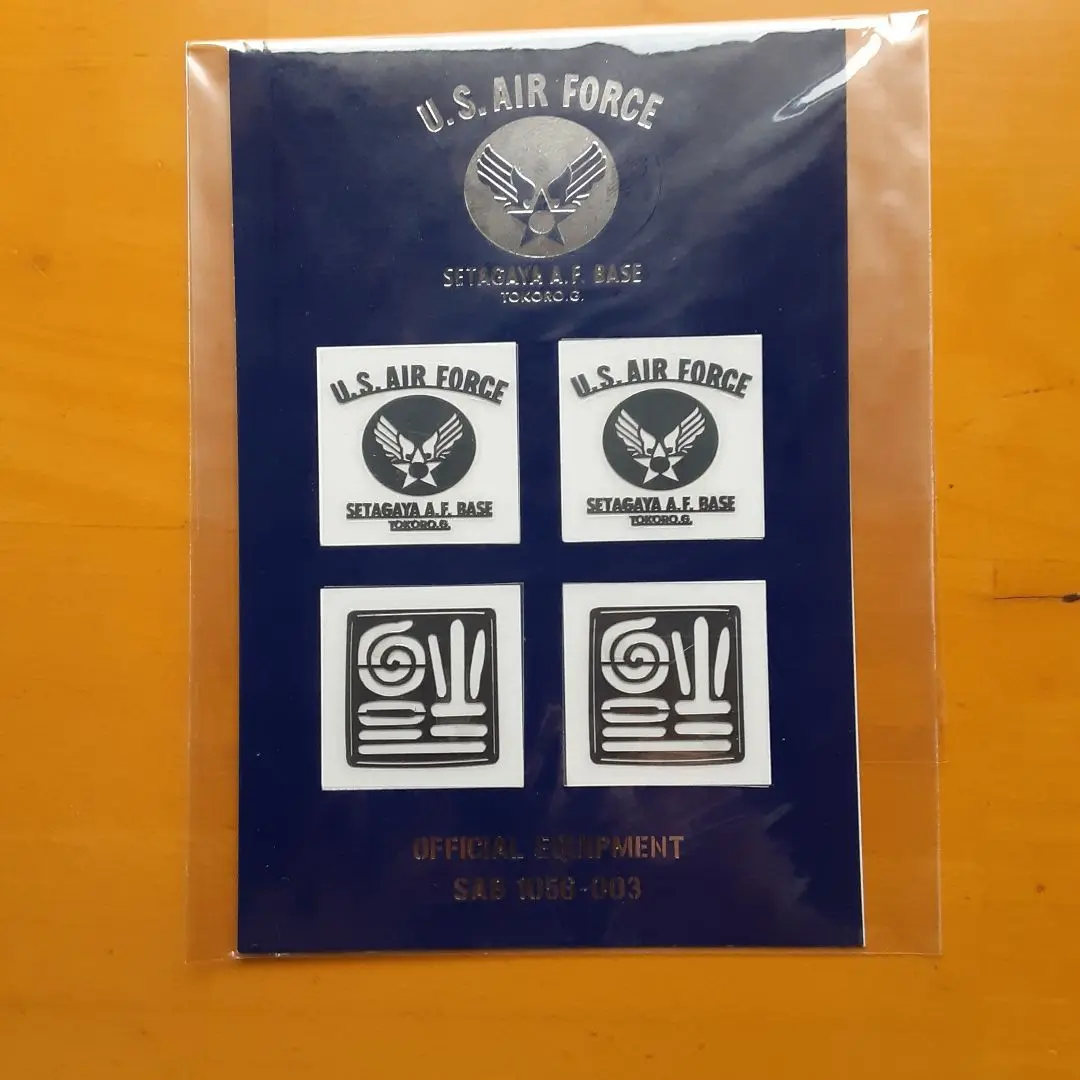 U.S. AIR FORCE
SETAGAYA A.F. BASE
TOKORO.G.
U.S. AIR FORCE
SETAGAYA A.F. BASE
TOKORO.G.
U.S. AIR FORCE
SETAGAYA A.F. BASE
TOKORO.G.
OFFICIAL EQUIPMENT
SAB 1056-003